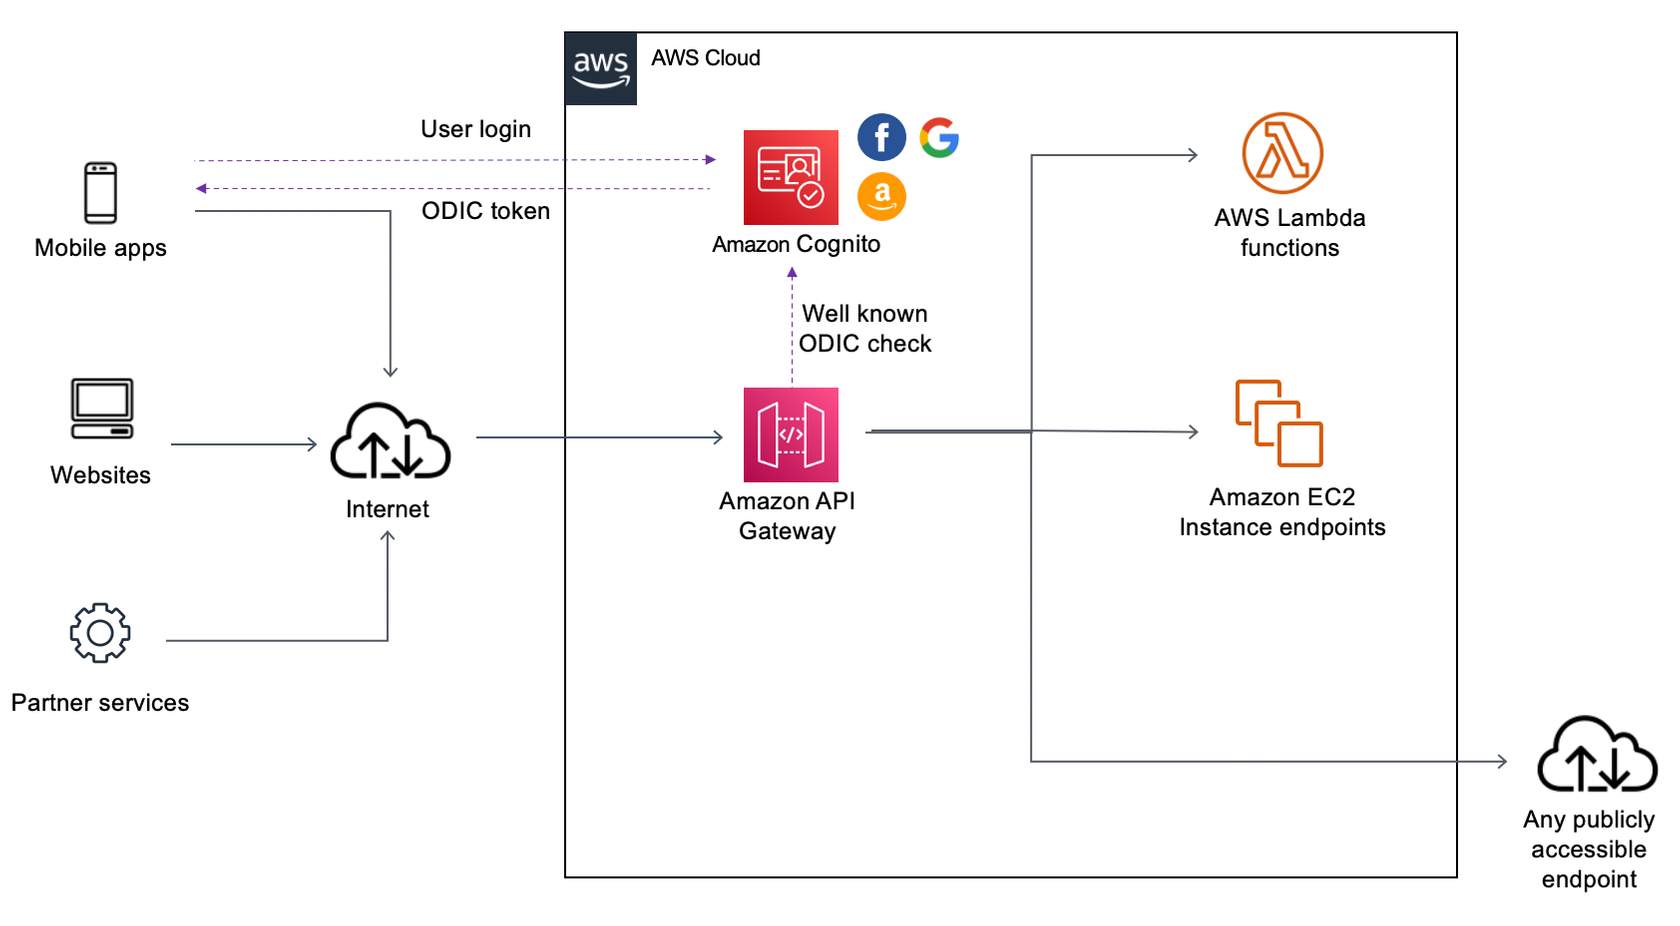 aws
AWS Cloud
User login
f
G
a
ODIC token
Mobile apps
Amazon Cognito
AWS Lambda
functions
Well known
ODIC check
Websites
Internet
</>
Amazon API
Gateway
Amazon EC2
Instance endpoints
Partner services
Any publicly
accessible
endpoint